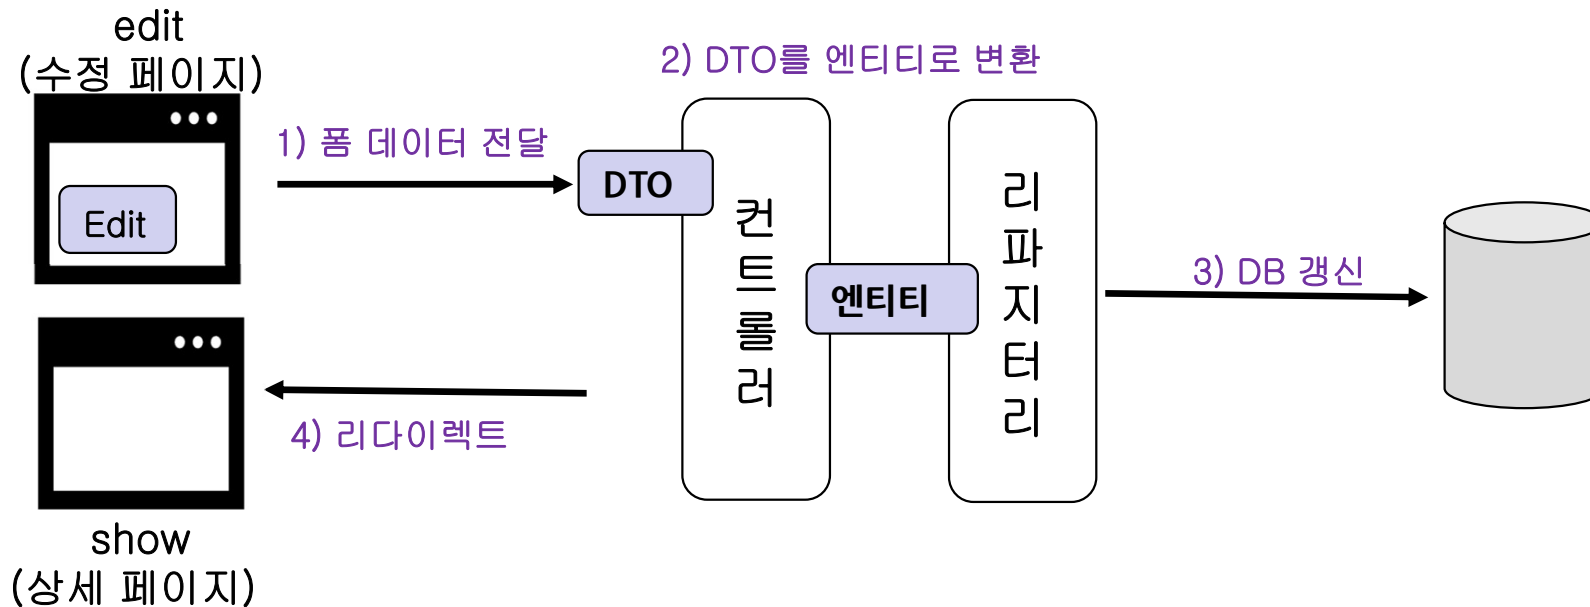 edit
(수정 페이지)
2) DTO를 엔티티로 변환
1) 폼 데이터 전달
DTO
Edit
컨트롤러
리파지터리
엔티티
3) DB 갱신
4) 리다이렉트
show
(상세 페이지)